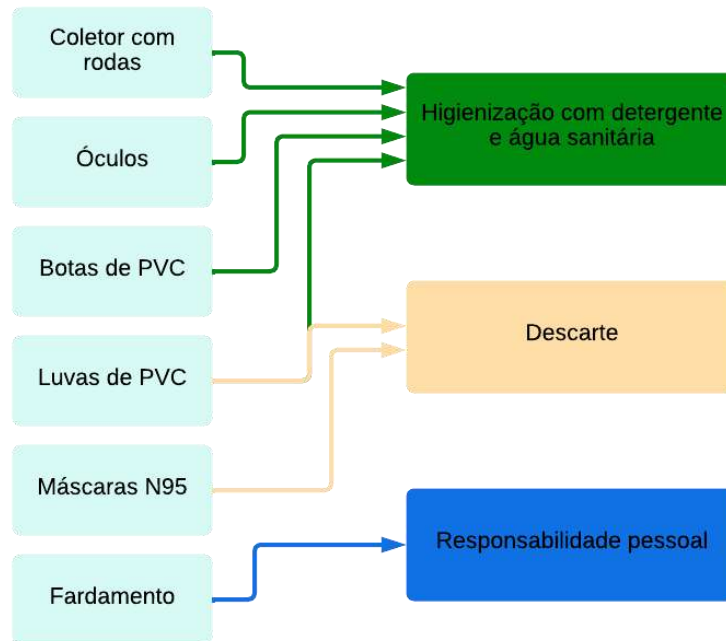 Coletor com
rodas
Óculos
Botas de PVC
Luvas de PVC
Máscaras N95
Fardamento
Higienização com detergente
e água sanitária
Descarte
Responsabilidade pessoal